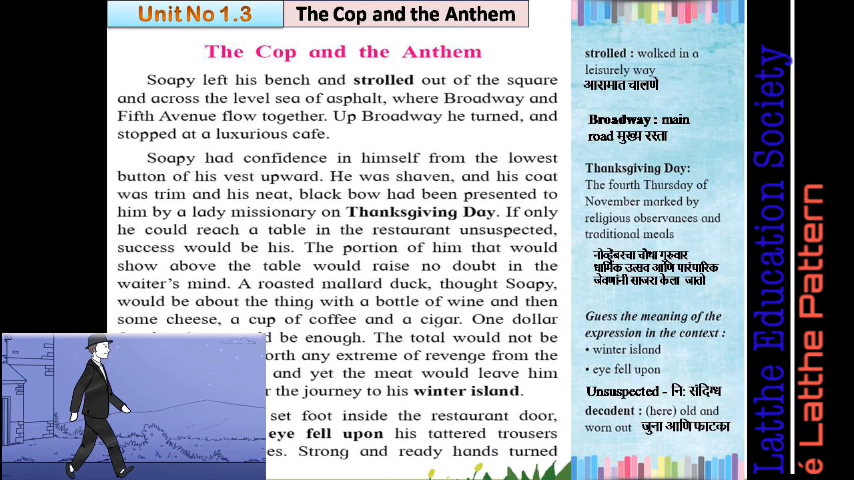 Unit No 1.3
The Cop and the Anthem
The Cop and the Anthem
Soapy left his bench and strolled out of the square
and across the level sea of asphalt, where Broadway and
Fifth Avenue flow together. Up Broadway he turned, and
stopped at a luxurious cafe.
Soapy had confidence in himself from the lowest
button of his vest upward. He was shaven, and his coat
was trim and his neat, black bow had been presented to
him by a lady missionary on Thanksgiving Day. If only
he could reach a table in the restaurant unsuspected,
success would be his. The portion of him that would
show above the table would raise no doubt in the
waiter's mind. A roasted mallard duck, thought Soapy,
would be about the thing with a bottle of wine and then
some cheese, a cup of coffee and a cigar. One dollar
d be enough. The total would not be
orth any extreme of revenge from the
and yet the meat would leave him
r the journey to his winter island.
set foot inside the restaurant door,
eye fell upon his tattered trousers
es. Strong and ready hands turned
strolled : walked in a
leisurely way
आरामात चालणे
Broadway : main
road मुख्य रस्ता
Thanksgiving Day:
The fourth Thursday of
November marked by
religious observances and
traditional meals
नोव्हेंबरचा चौथा गुरुवार
धार्मिक उत्सव आणि पारंपारिक
जेवणांनी साजरा केला जातो
Guess the meaning of the
expression in the context :
• winter island
• eye fell upon
Unsuspected - नि: संदिग्ध
decadent : (here) old and
worn out जुना आणि फाटका
Latthe Education Society
é Latthe Pattern